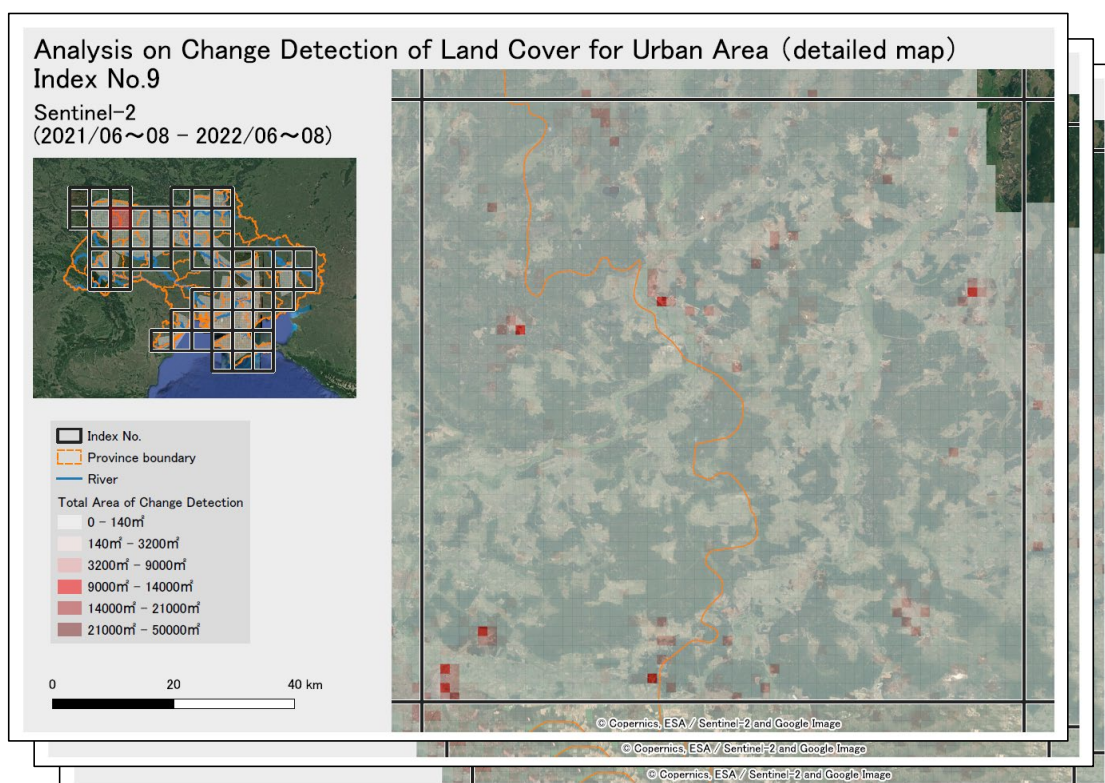 Analysis on Change Detection of Land Cover for Urban Area (detailed map)
Index No.9
Sentinel-2
(2021/06～08 - 2022/06～08)
Index No.
Province boundary
River
Total Area of Change Detection
0 - 140㎡
140㎡ - 3200㎡
3200㎡ - 9000㎡
9000㎡ - 14000㎡
14000㎡ - 21000㎡
21000㎡ - 50000㎡
0 20 40 km
© Copernics, ESA / Sentinel-2 and Google Image
© Copernics, ESA / Sentinel-2 and Google Image
© Copernics, ESA / Sentinel-2 and Google Image